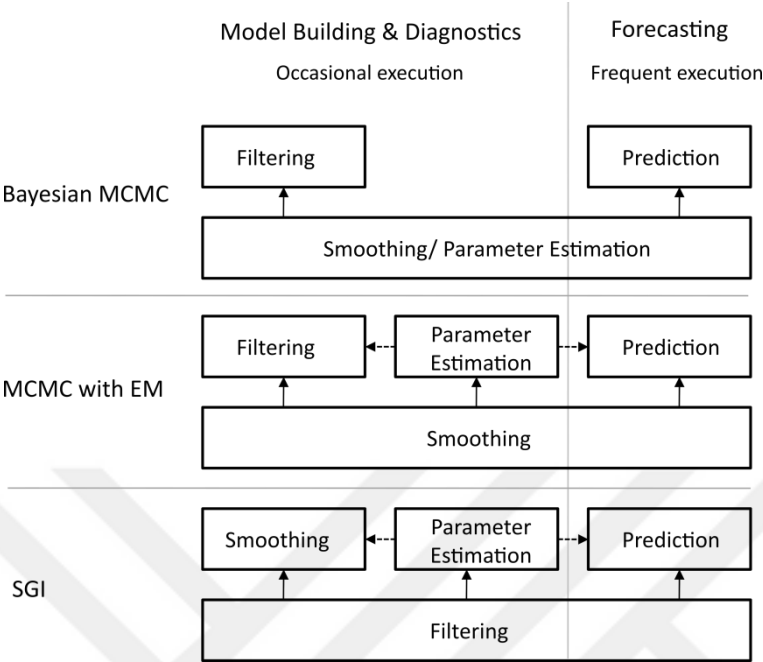 Model Building & Diagnostics
Forecasting
Occasional execution
Frequent execution
Bayesian MCMC
Filtering
Prediction
Smoothing/ Parameter Estimation
MCMC with EM
Filtering
Parameter
Estimation
Prediction
Smoothing
SGI
Smoothing
Parameter
Estimation
Prediction
Filtering